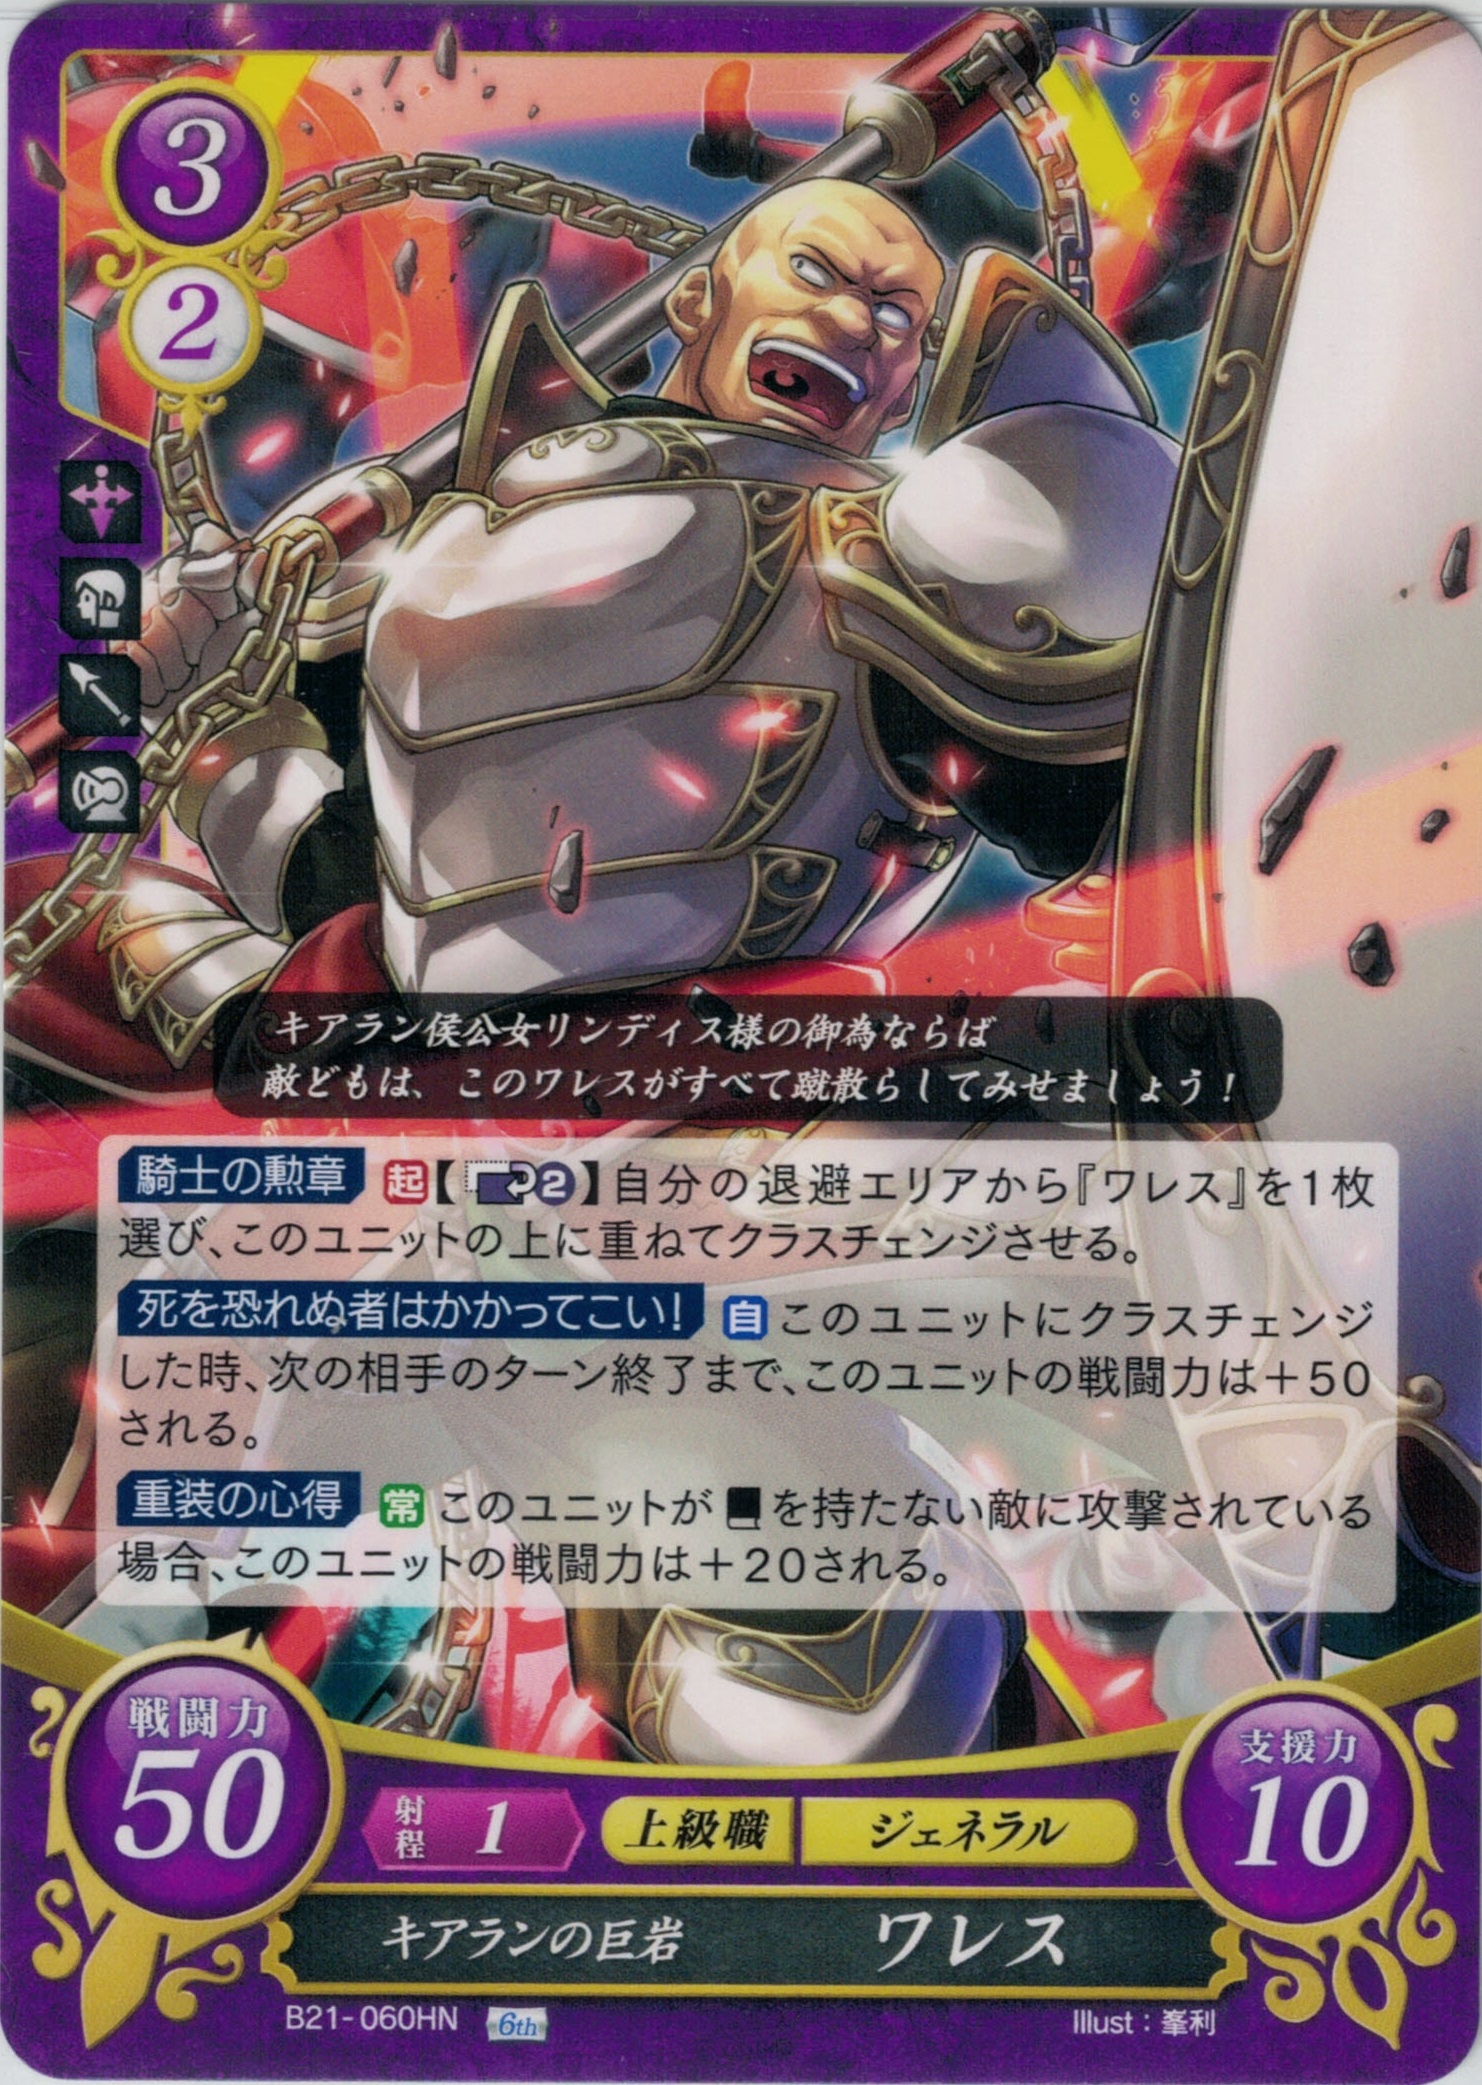 3
2
キアラン侯公女リンディス様の御為ならば
敵どもは、このワレスがすべて蹴散らしてみせましょう！
騎士の勲章 起【2】自分の退避エリアから『ワレス』を1枚
選び、このユニットの上に重ねてクラスチェンジさせる。
死を恐れぬ者はかかってこい！ 自 このユニットにクラスチェンジ
した時、次の相手のターン終了まで、このユニットの戦闘力は＋50
される。
重装の心得 常 このユニットが を持たない敵に攻撃されている
場合、このユニットの戦闘力は＋20される。
戦闘力
50
射程 1
上級職 ジェネラル
支援力
10
キアランの巨岩 ワレス
B21-060HN 6th Illust：峯利